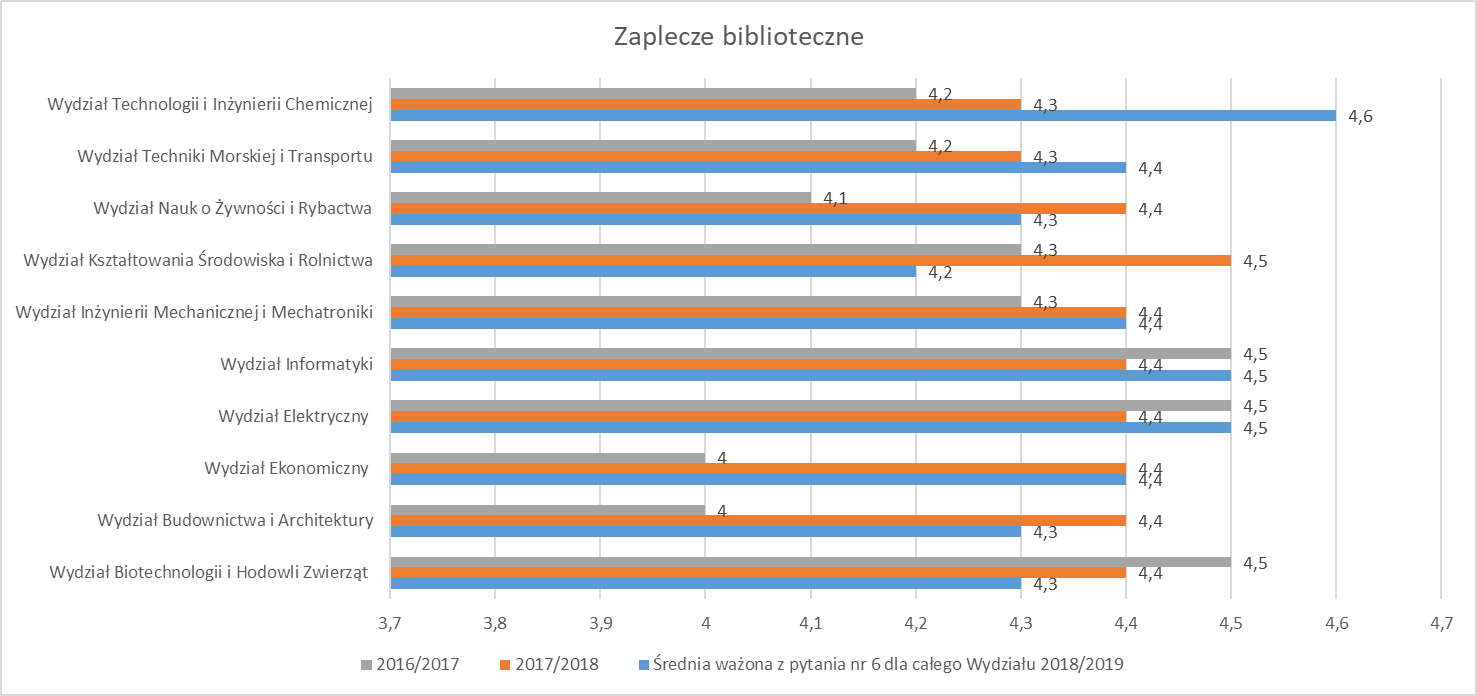 Zaplecze biblioteczne
Wydział Technologii i Inżynierii Chemicznej
4,2
4,3
4,6
Wydział Techniki Morskiej i Transportu
4,2
4,3
4,4
Wydział Nauk o Żywności i Rybactwa
4,1
4,4
4,3
Wydział Kształtowania Środowiska i Rolnictwa
4,3
4,5
4,2
Wydział Inżynierii Mechanicznej i Mechatroniki
4,3
4,4
4,4
Wydział Informatyki
4,5
4,4
4,5
Wydział Elektryczny
4,5
4,4
4,5
Wydział Ekonomiczny
4
4,4
4,4
Wydział Budownictwa i Architektury
4
4,4
4,3
Wydział Biotechnologii i Hodowli Zwierząt
4,5
4,4
4,3
3,7 3,8 3,9 4 4,1 4,2 4,3 4,4 4,5 4,6 4,7
2016/2017 2017/2018 Średnia ważona z pytania nr 6 dla całego Wydziału 2018/2019